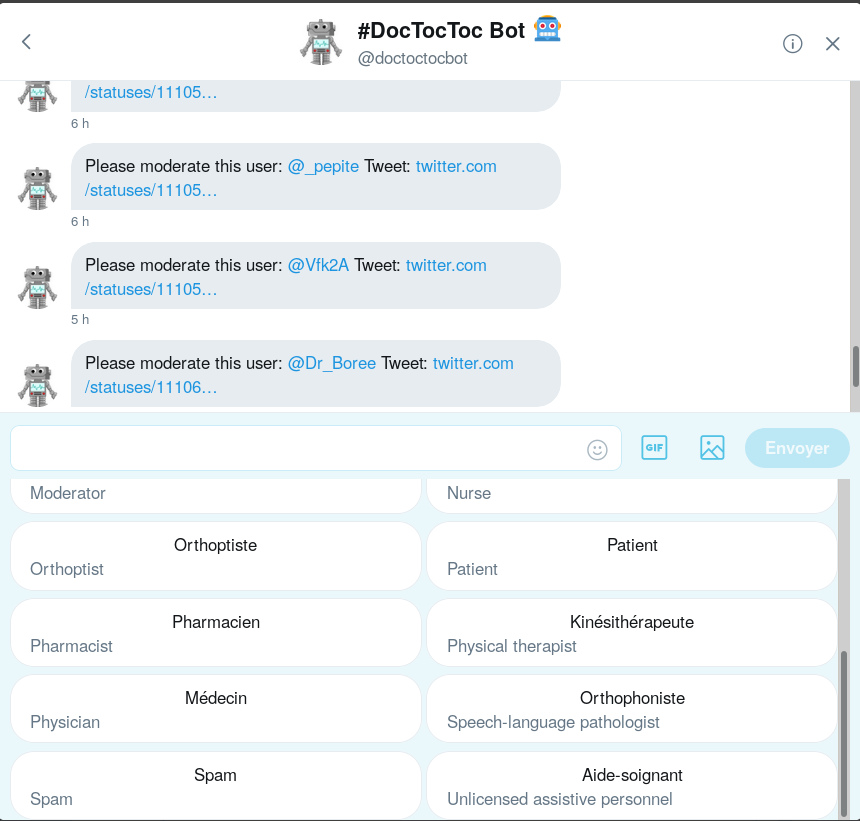 #DocTocToc Bot
@doctoctocbot
/statuses/11105…
6 h
Please moderate this user: @_pepite Tweet: twitter.com
/statuses/11105…
6 h
Please moderate this user: @Vfk2A Tweet: twitter.com
/statuses/11105…
5 h
Please moderate this user: @Dr_Boree Tweet: twitter.com
/statuses/11106…
GIF
Envoyer
Moderator
Nurse
Orthoptiste
Orthoptist
Patient
Patient
Pharmacien
Pharmacist
Kinésithérapeute
Physical therapist
Médecin
Physician
Orthophoniste
Speech-language pathologist
Spam
Spam
Aide-soignant
Unlicensed assistive personnel